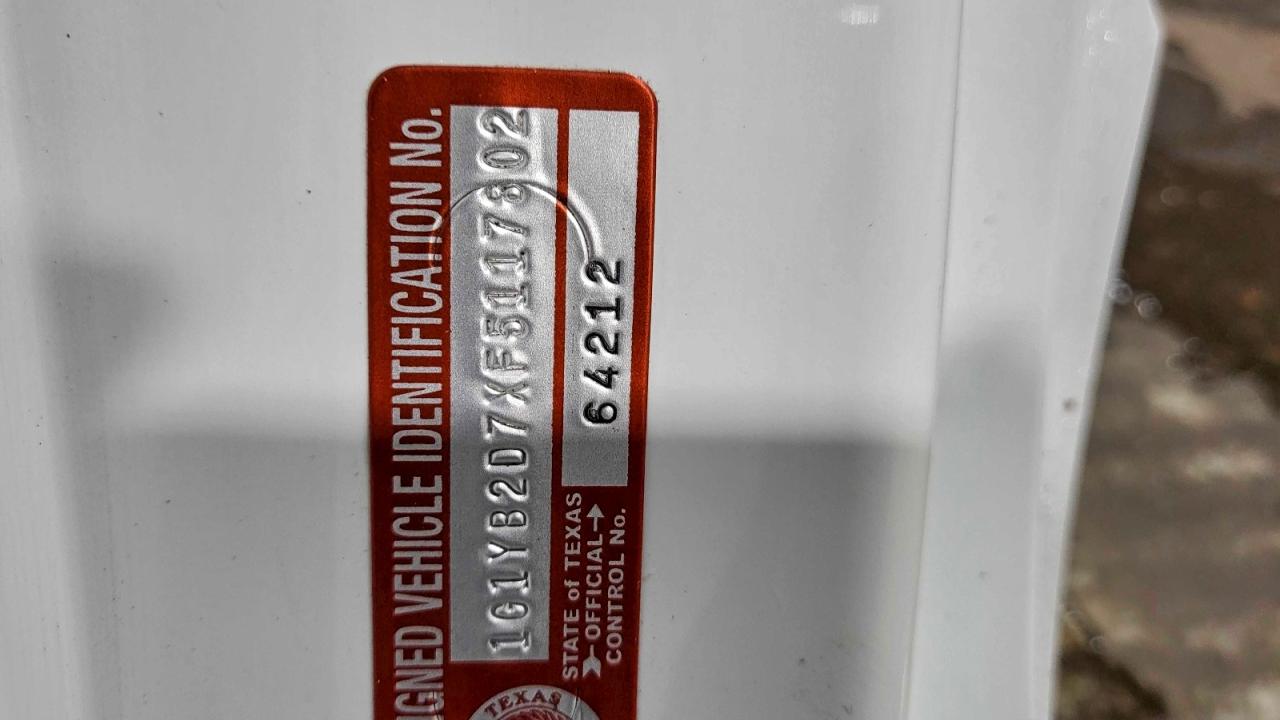 IGNED VEHICLE IDENTIFICATION No.
1G1YB2D7XF5117802
64212
STATE of TEXAS
OFFICIAL
CONTROL No.
TEXAS